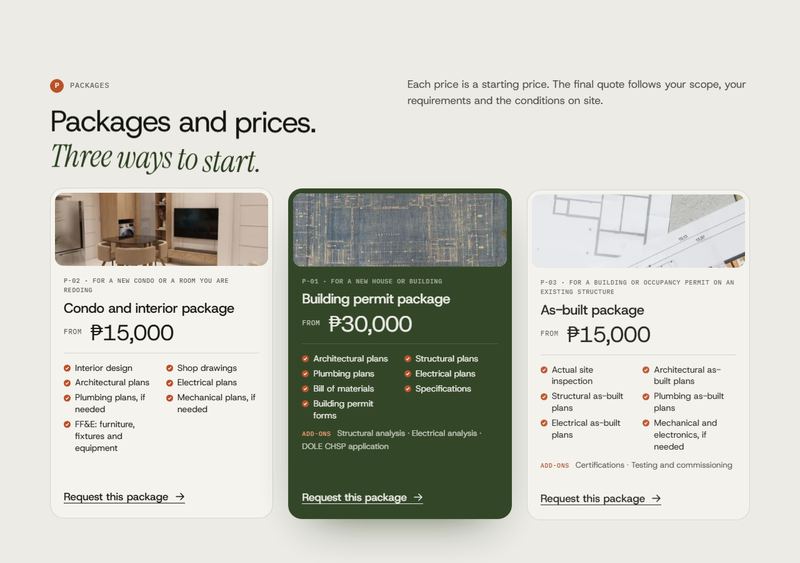 P PACKAGES
Packages and prices.
Three ways to start.
Each price is a starting price. The final quote follows your scope, your
requirements and the conditions on site.
P-02 · FOR A NEW CONDO OR A ROOM YOU ARE
REDOING
Condo and interior package
FROM ₱15,000
Interior design
Architectural plans
Plumbing plans, if
needed
FF&E: furniture,
fixtures and
equipment
Shop drawings
Electrical plans
Mechanical plans, if
needed
Request this package →
P-01 · FOR A NEW HOUSE OR BUILDING
Building permit package
FROM ₱30,000
Architectural plans
Plumbing plans
Bill of materials
Building permit
forms
Structural plans
Electrical plans
Specifications
ADD-ONS Structural analysis · Electrical analysis ·
DOLE CHSP application
Request this package →
P-03 · FOR A BUILDING OR OCCUPANCY PERMIT ON AN
EXISTING STRUCTURE
As-built package
FROM ₱15,000
Actual site
inspection
Structural as-built
plans
Electrical as-built
plans
Architectural as-
built plans
Plumbing as-built
plans
Mechanical and
electronics, if
needed
ADD-ONS Certifications · Testing and commissioning
Request this package →